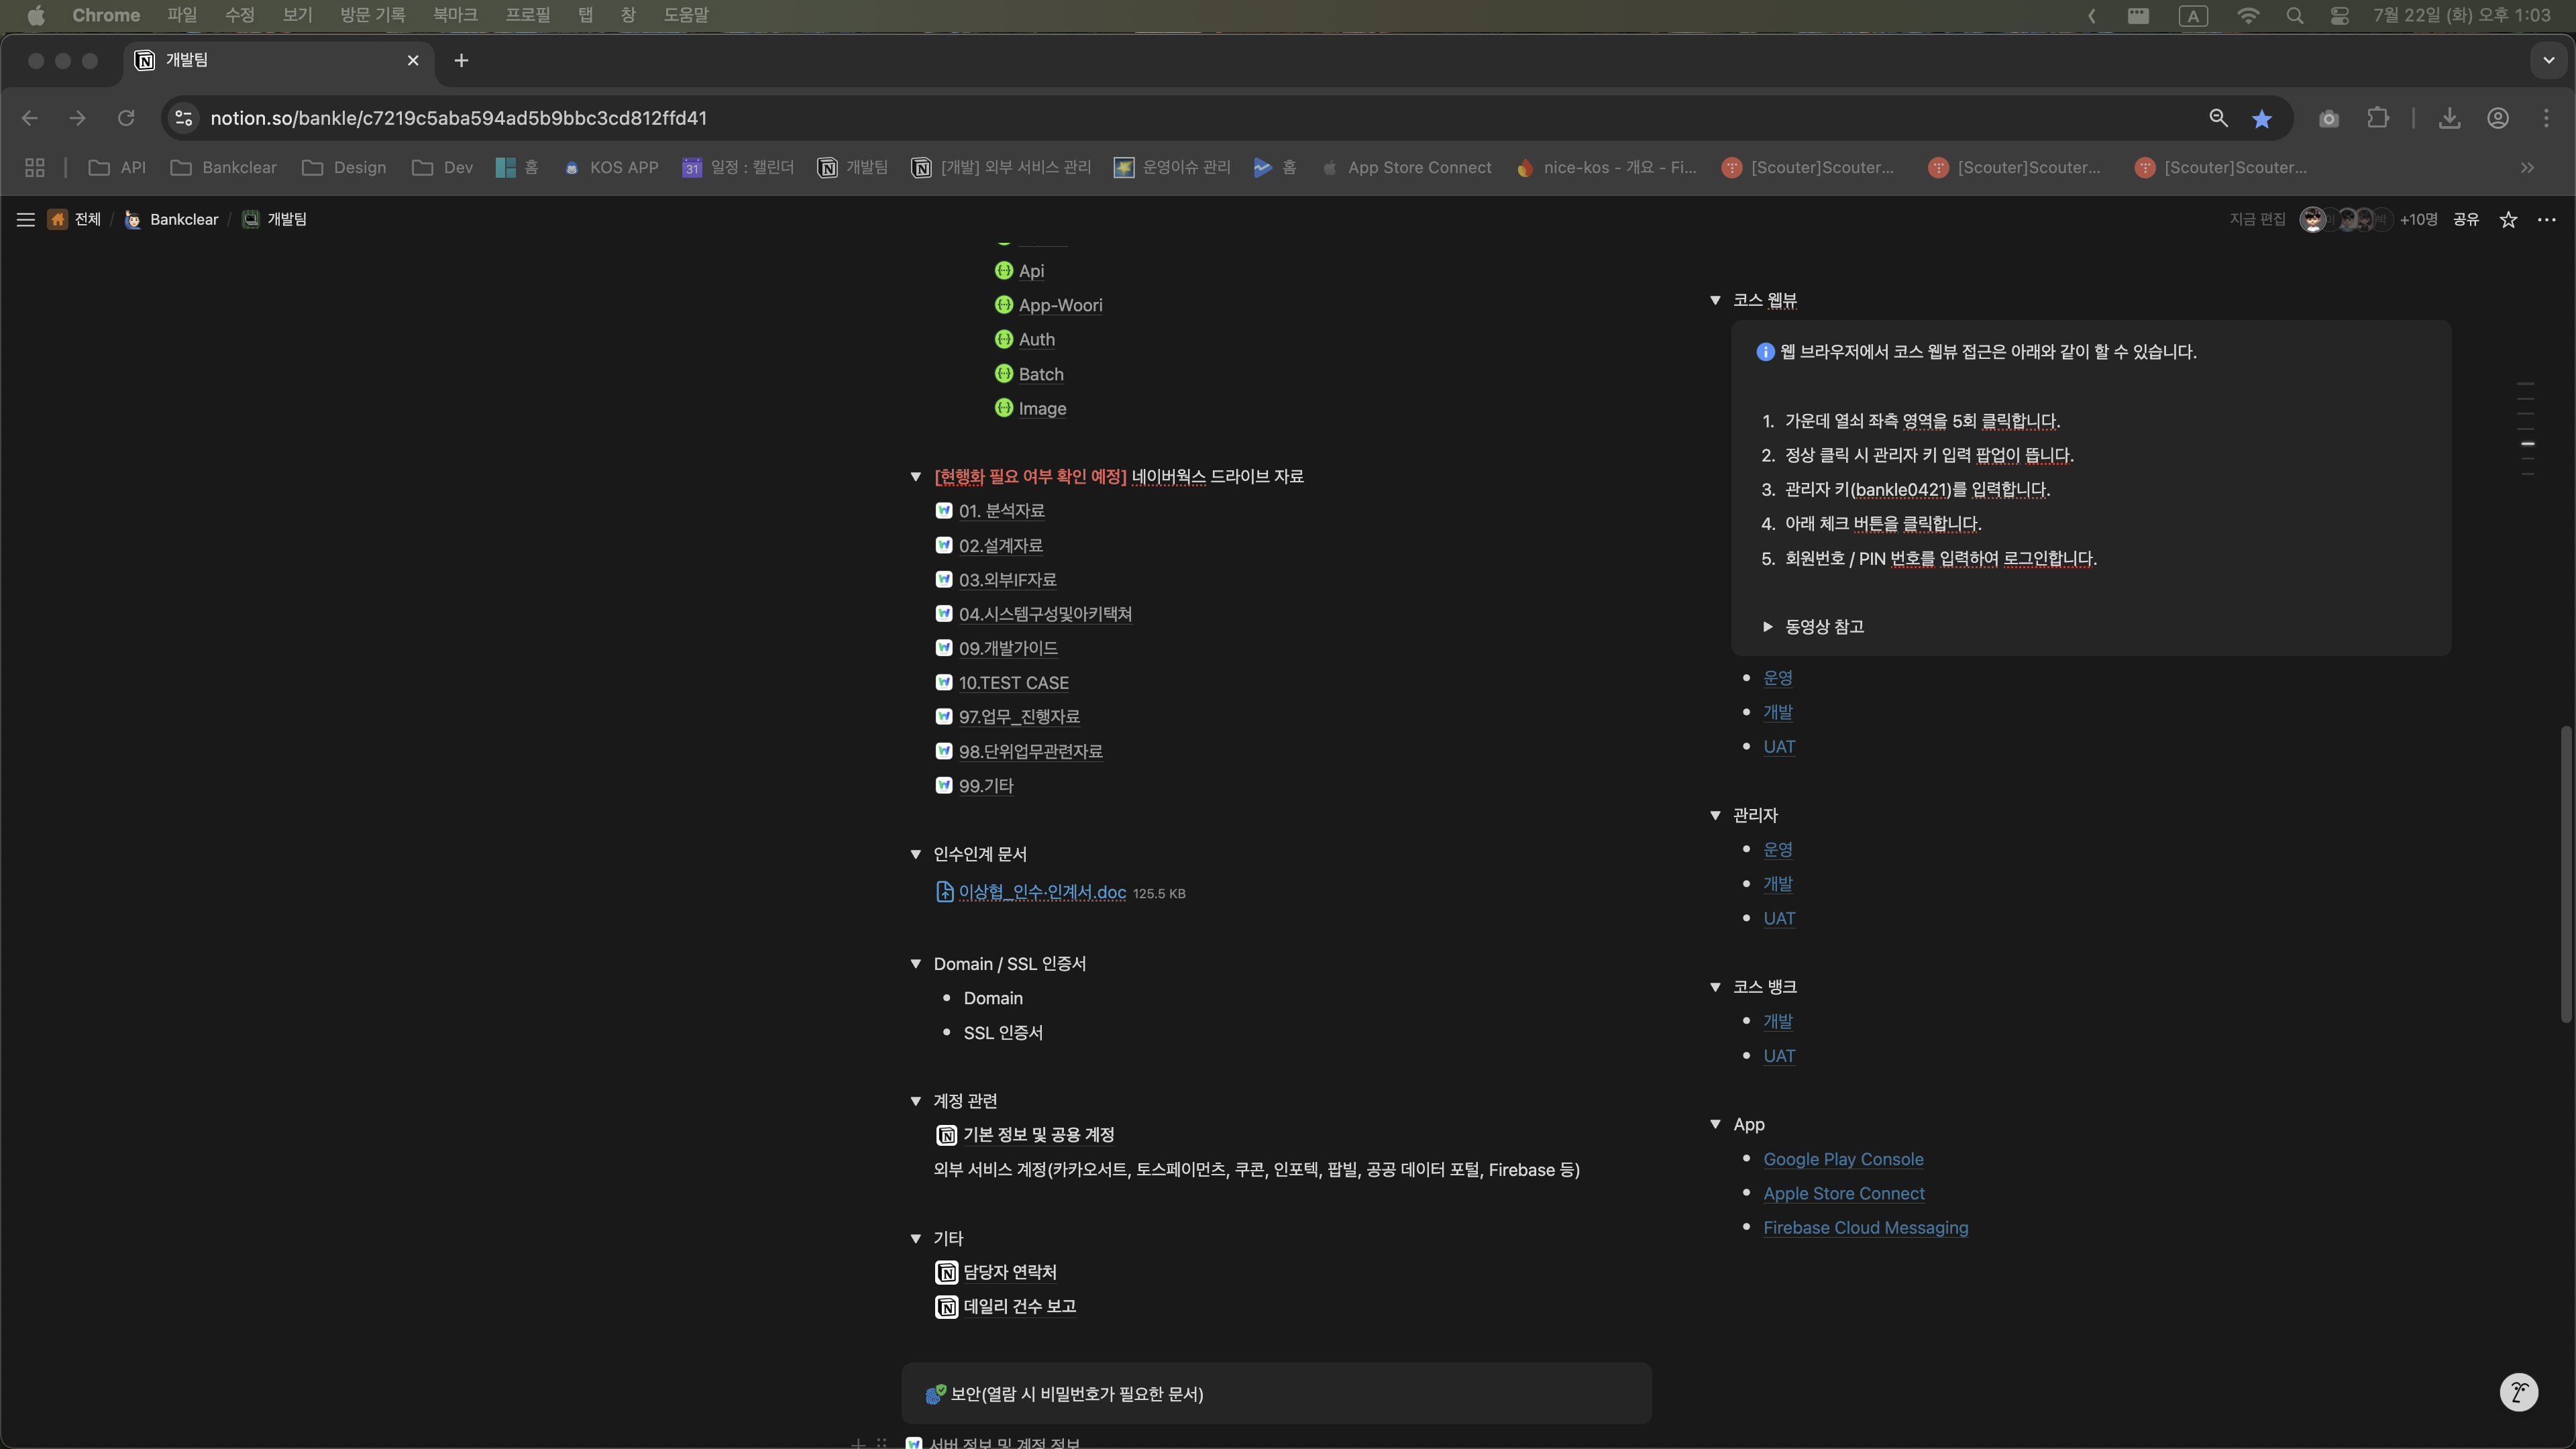 Chrome 파일 수정 보기 방문 기록 북마크 프로필 탭 창 도움말
A 7월 22일 (화) 오후 1:03
개발팀
notion.so/bankle/c7219c5aba594ad5b9bbc3cd812ffd41
API Bankclear Design Dev 홈 KOS APP 31 일정 : 캘린더 개발팀 [개발] 외부 서비스 관리 운영이슈 관리 홈 App Store Connect nice-kos - 개요 - Fi... [Scouter]Scouter... [Scouter]Scouter... [Scouter]Scouter...
전체 / Bankclear / 개발팀
지금 편집 +10명 공유
Api
App-Woori
Auth
Batch
Image
[현행화 필요 여부 확인 예정] 네이버웍스 드라이브 자료
01. 분석자료
02.설계자료
03.외부IF자료
04.시스템구성및아키택쳐
09.개발가이드
10.TEST CASE
97.업무_진행자료
98.단위업무관련자료
99.기타
인수인계 문서
이상협_인수·인계서.doc 125.5 KB
Domain / SSL 인증서
• Domain
• SSL 인증서
계정 관련
기본 정보 및 공용 계정
외부 서비스 계정(카카오서트, 토스페이먼츠, 쿠콘, 인포텍, 팝빌, 공공 데이터 포털, Firebase 등)
기타
담당자 연락처
데일리 건수 보고
보안(열람 시 비밀번호가 필요한 문서)
서버 정보 및 계정 정보
코스 웹뷰
웹 브라우저에서 코스 웹뷰 접근은 아래와 같이 할 수 있습니다.
1. 가운데 열쇠 좌측 영역을 5회 클릭합니다.
2. 정상 클릭 시 관리자 키 입력 팝업이 뜹니다.
3. 관리자 키(bankle0421)를 입력합니다.
4. 아래 체크 버튼을 클릭합니다.
5. 회원번호 / PIN 번호를 입력하여 로그인합니다.
동영상 참고
• 운영
• 개발
• UAT
관리자
• 운영
• 개발
• UAT
코스 뱅크
• 개발
• UAT
App
• Google Play Console
• Apple Store Connect
• Firebase Cloud Messaging